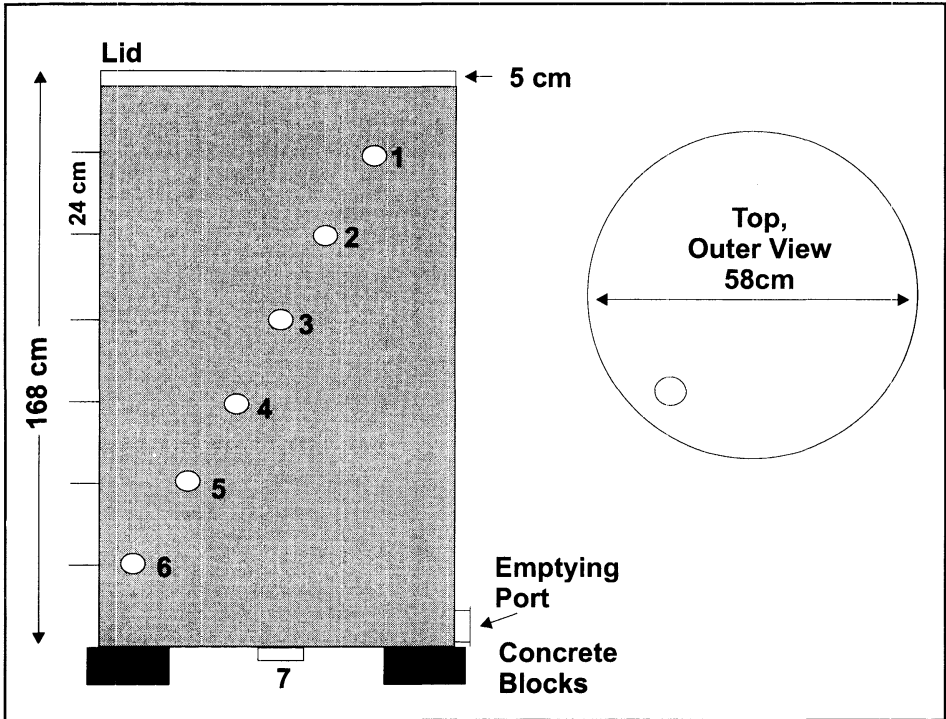 Lid
5 cm
1
24 cm
2
3
168 cm
4
5
6
7
Top,
Outer View
58cm
Emptying
Port
Concrete
Blocks